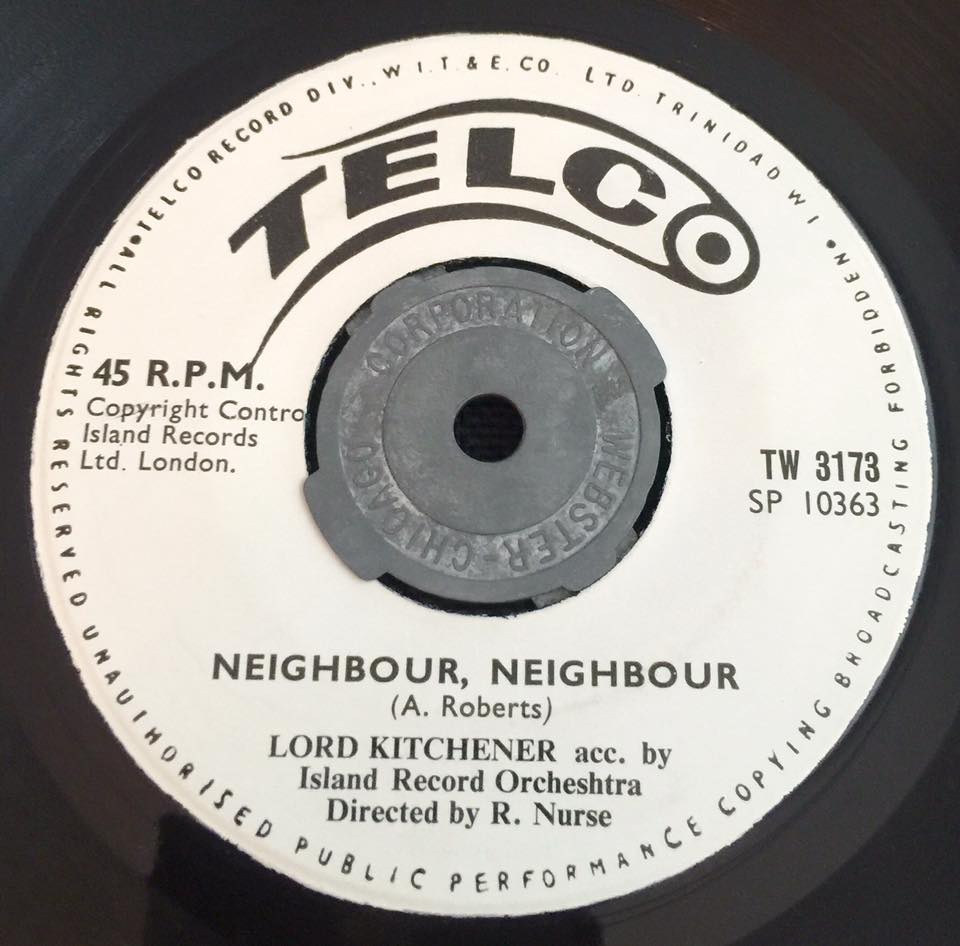 • TELCO RECORD DIV., W I. T. & E. CO. LTD. TRINIDAD W I •
TELCO
45 R.P.M.
Copyright Contro
Island Records
Ltd. London.
CORPORATION
WEBSTER - CHICAGO
TW 3173
SP 10363
NEIGHBOUR, NEIGHBOUR
(A. Roberts)
LORD KITCHENER acc. by
Island Record Orcheshtra
Directed by R. Nurse
ALL RIGHTS RESERVED UNAUTHORISED PUBLIC PERFORMANCE COPYING BROADCASTING FORBIDDEN